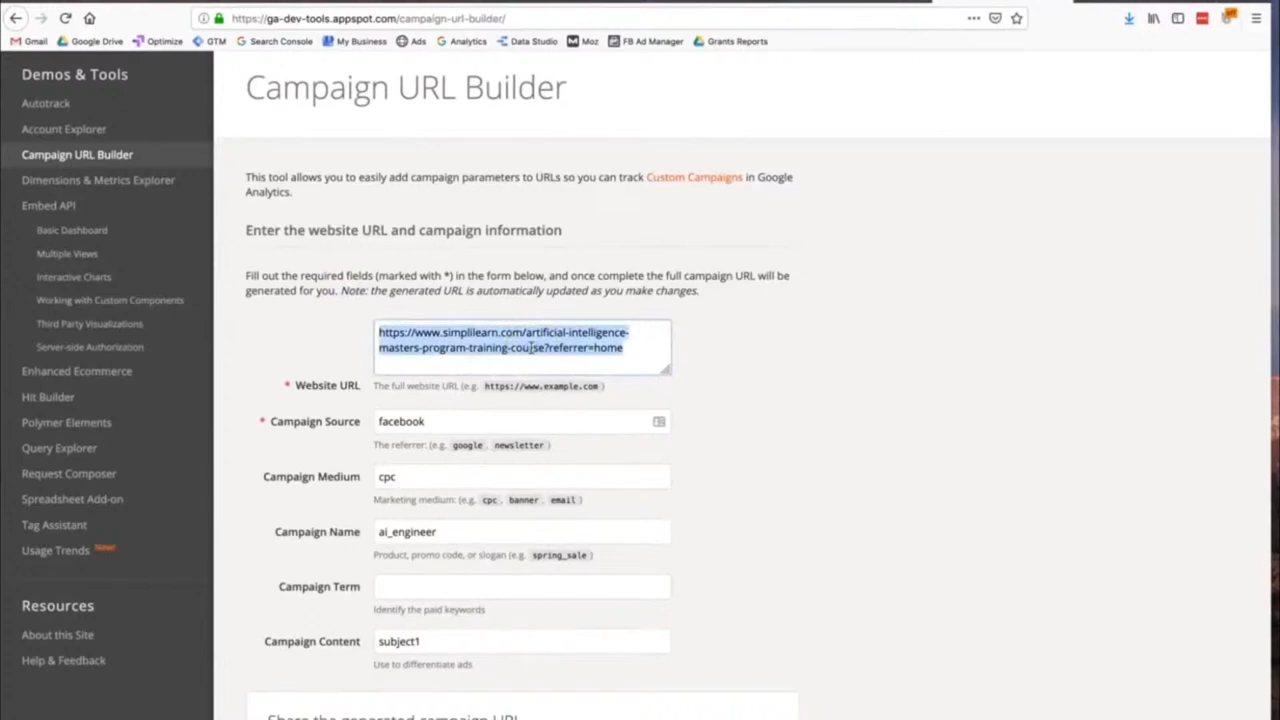 https://ga-dev-tools.appspot.com/campaign-url-builder/
Gmail Google Drive Optimize GTM Search Console My Business Ads Analytics Data Studio Moz FB Ad Manager Grants Reports
Demos & Tools
Autotrack
Account Explorer
Campaign URL Builder
Dimensions & Metrics Explorer
Embed API
Basic Dashboard
Multiple Views
Interactive Charts
Working with Custom Components
Third Party Visualizations
Server-side Authorization
Enhanced Ecommerce
Hit Builder
Polymer Elements
Query Explorer
Request Composer
Spreadsheet Add-on
Tag Assistant
Usage Trends New!
Resources
About this Site
Help & Feedback
Campaign URL Builder
This tool allows you to easily add campaign parameters to URLs so you can track Custom Campaigns in Google
Analytics.
Enter the website URL and campaign information
Fill out the required fields (marked with *) in the form below, and once complete the full campaign URL will be
generated for you. Note: the generated URL is automatically updated as you make changes.
https://www.simplilearn.com/artificial-intelligence-
masters-program-training-course?referrer=home
* Website URL The full website URL (e.g. https://www.example.com )
* Campaign Source facebook
The referrer: (e.g. google , newsletter )
Campaign Medium cpc
Marketing medium: (e.g. cpc , banner , email )
Campaign Name ai_engineer
Product, promo code, or slogan (e.g. spring_sale )
Campaign Term
Identify the paid keywords
Campaign Content subject1
Use to differentiate ads
Share the generated campaign URL